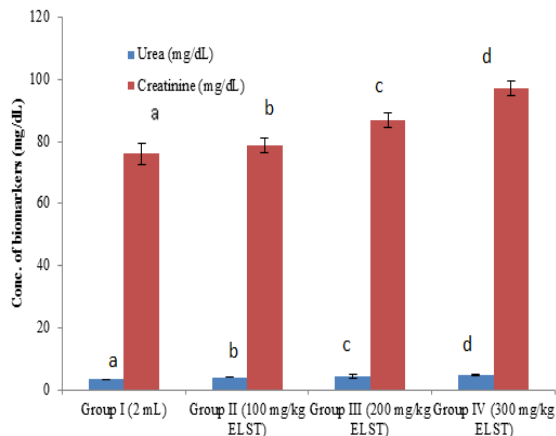 120
Urea (mg/dL)
Creatinine (mg/dL)
d
100
c
b
a
80
60
40
20
a
b
c
d
0
Conc. of biomarkers (mg/dL)
Group I (2 mL) Group II (100 mg/kg Group III (200 mg/kg Group IV (300 mg/kg
ELST) ELST) ELST)